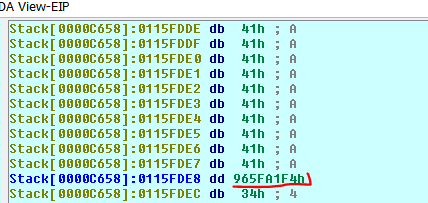 DA View-EIP
Stack[0000C658]:0115FDDE db 41h ; A
Stack[0000C658]:0115FDDF db 41h ; A
Stack[0000C658]:0115FDE0 db 41h ; A
Stack[0000C658]:0115FDE1 db 41h ; A
Stack[0000C658]:0115FDE2 db 41h ; A
Stack[0000C658]:0115FDE3 db 41h ; A
Stack[0000C658]:0115FDE4 db 41h ; A
Stack[0000C658]:0115FDE5 db 41h ; A
Stack[0000C658]:0115FDE6 db 41h ; A
Stack[0000C658]:0115FDE7 db 41h ; A
Stack[0000C658]:0115FDE8 dd 965FA1F4h
Stack[0000C658]:0115FDEC db 34h ; 4